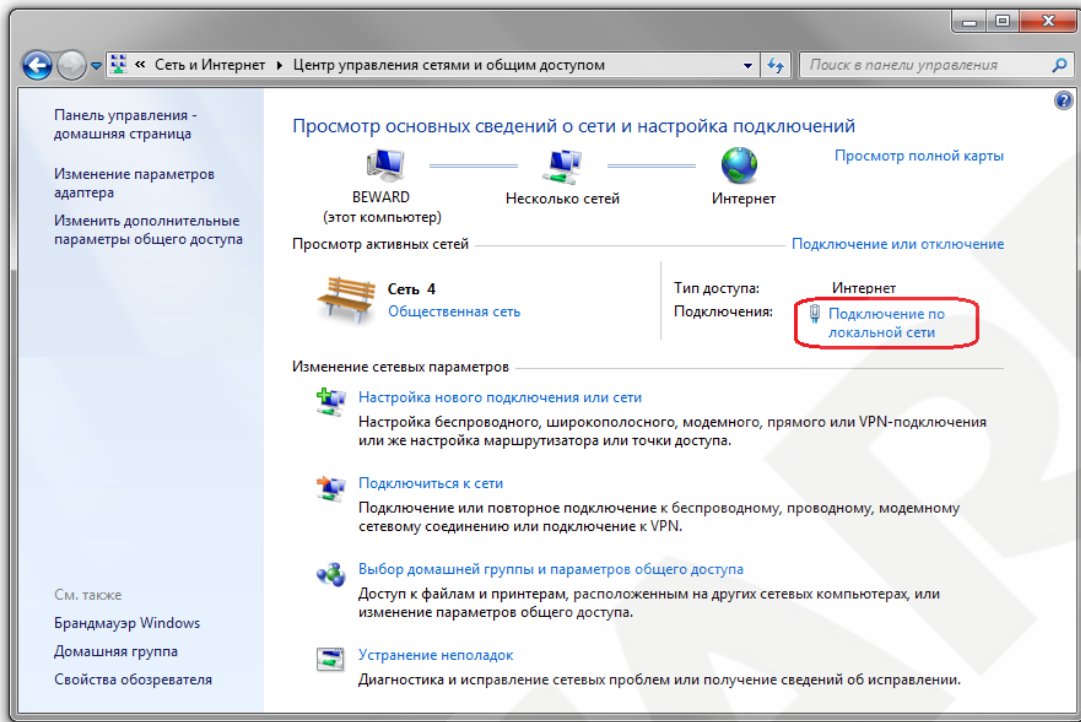 « Сеть и Интернет ▸ Центр управления сетями и общим доступом
Поиск в панели управления
Панель управления -
домашняя страница
Изменение параметров
адаптера
Изменить дополнительные
параметры общего доступа
Просмотр основных сведений о сети и настройка подключений
Просмотр полной карты
BEWARD
(этот компьютер)
Несколько сетей
Интернет
Просмотр активных сетей
Подключение или отключение
Сеть 4
Общественная сеть
Тип доступа: Интернет
Подключения: Подключение по
локальной сети
Изменение сетевых параметров
Настройка нового подключения или сети
Настройка беспроводного, широкополосного, модемного, прямого или VPN-подключения
или же настройка маршрутизатора или точки доступа.
Подключиться к сети
Подключение или повторное подключение к беспроводному, проводному, модемному
сетевому соединению или подключение к VPN.
Выбор домашней группы и параметров общего доступа
Доступ к файлам и принтерам, расположенным на других сетевых компьютерах, или
изменение параметров общего доступа.
Устранение неполадок
Диагностика и исправление сетевых проблем или получение сведений об исправлении.
См. также
Брандмауэр Windows
Домашняя группа
Свойства обозревателя